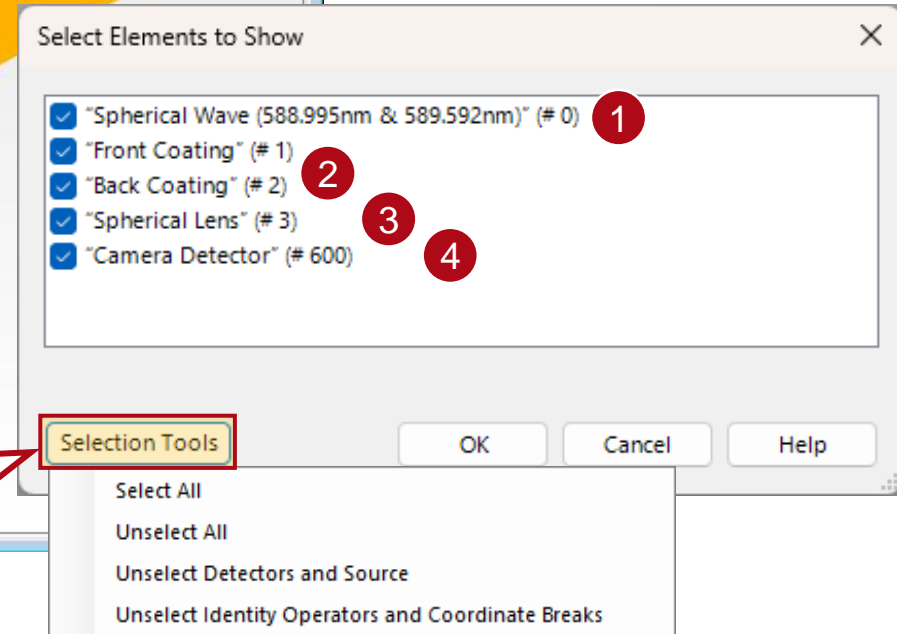 Select Elements to Show
"Spherical Wave (588.995nm & 589.592nm)" (# 0) 1
"Front Coating" (# 1)
"Back Coating" (# 2) 2
"Spherical Lens" (# 3) 3
"Camera Detector" (# 600) 4
Selection Tools OK Cancel Help
Select All
Unselect All
Unselect Detectors and Source
Unselect Identity Operators and Coordinate Breaks